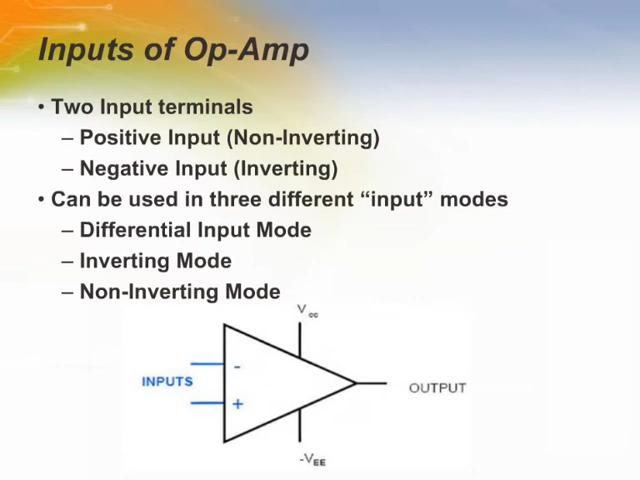 Inputs of Op-Amp
• Two Input terminals
– Positive Input (Non-Inverting)
– Negative Input (Inverting)
• Can be used in three different “input” modes
– Differential Input Mode
– Inverting Mode
– Non-Inverting Mode
Vcc
-
INPUTS
OUTPUT
+
-VEE